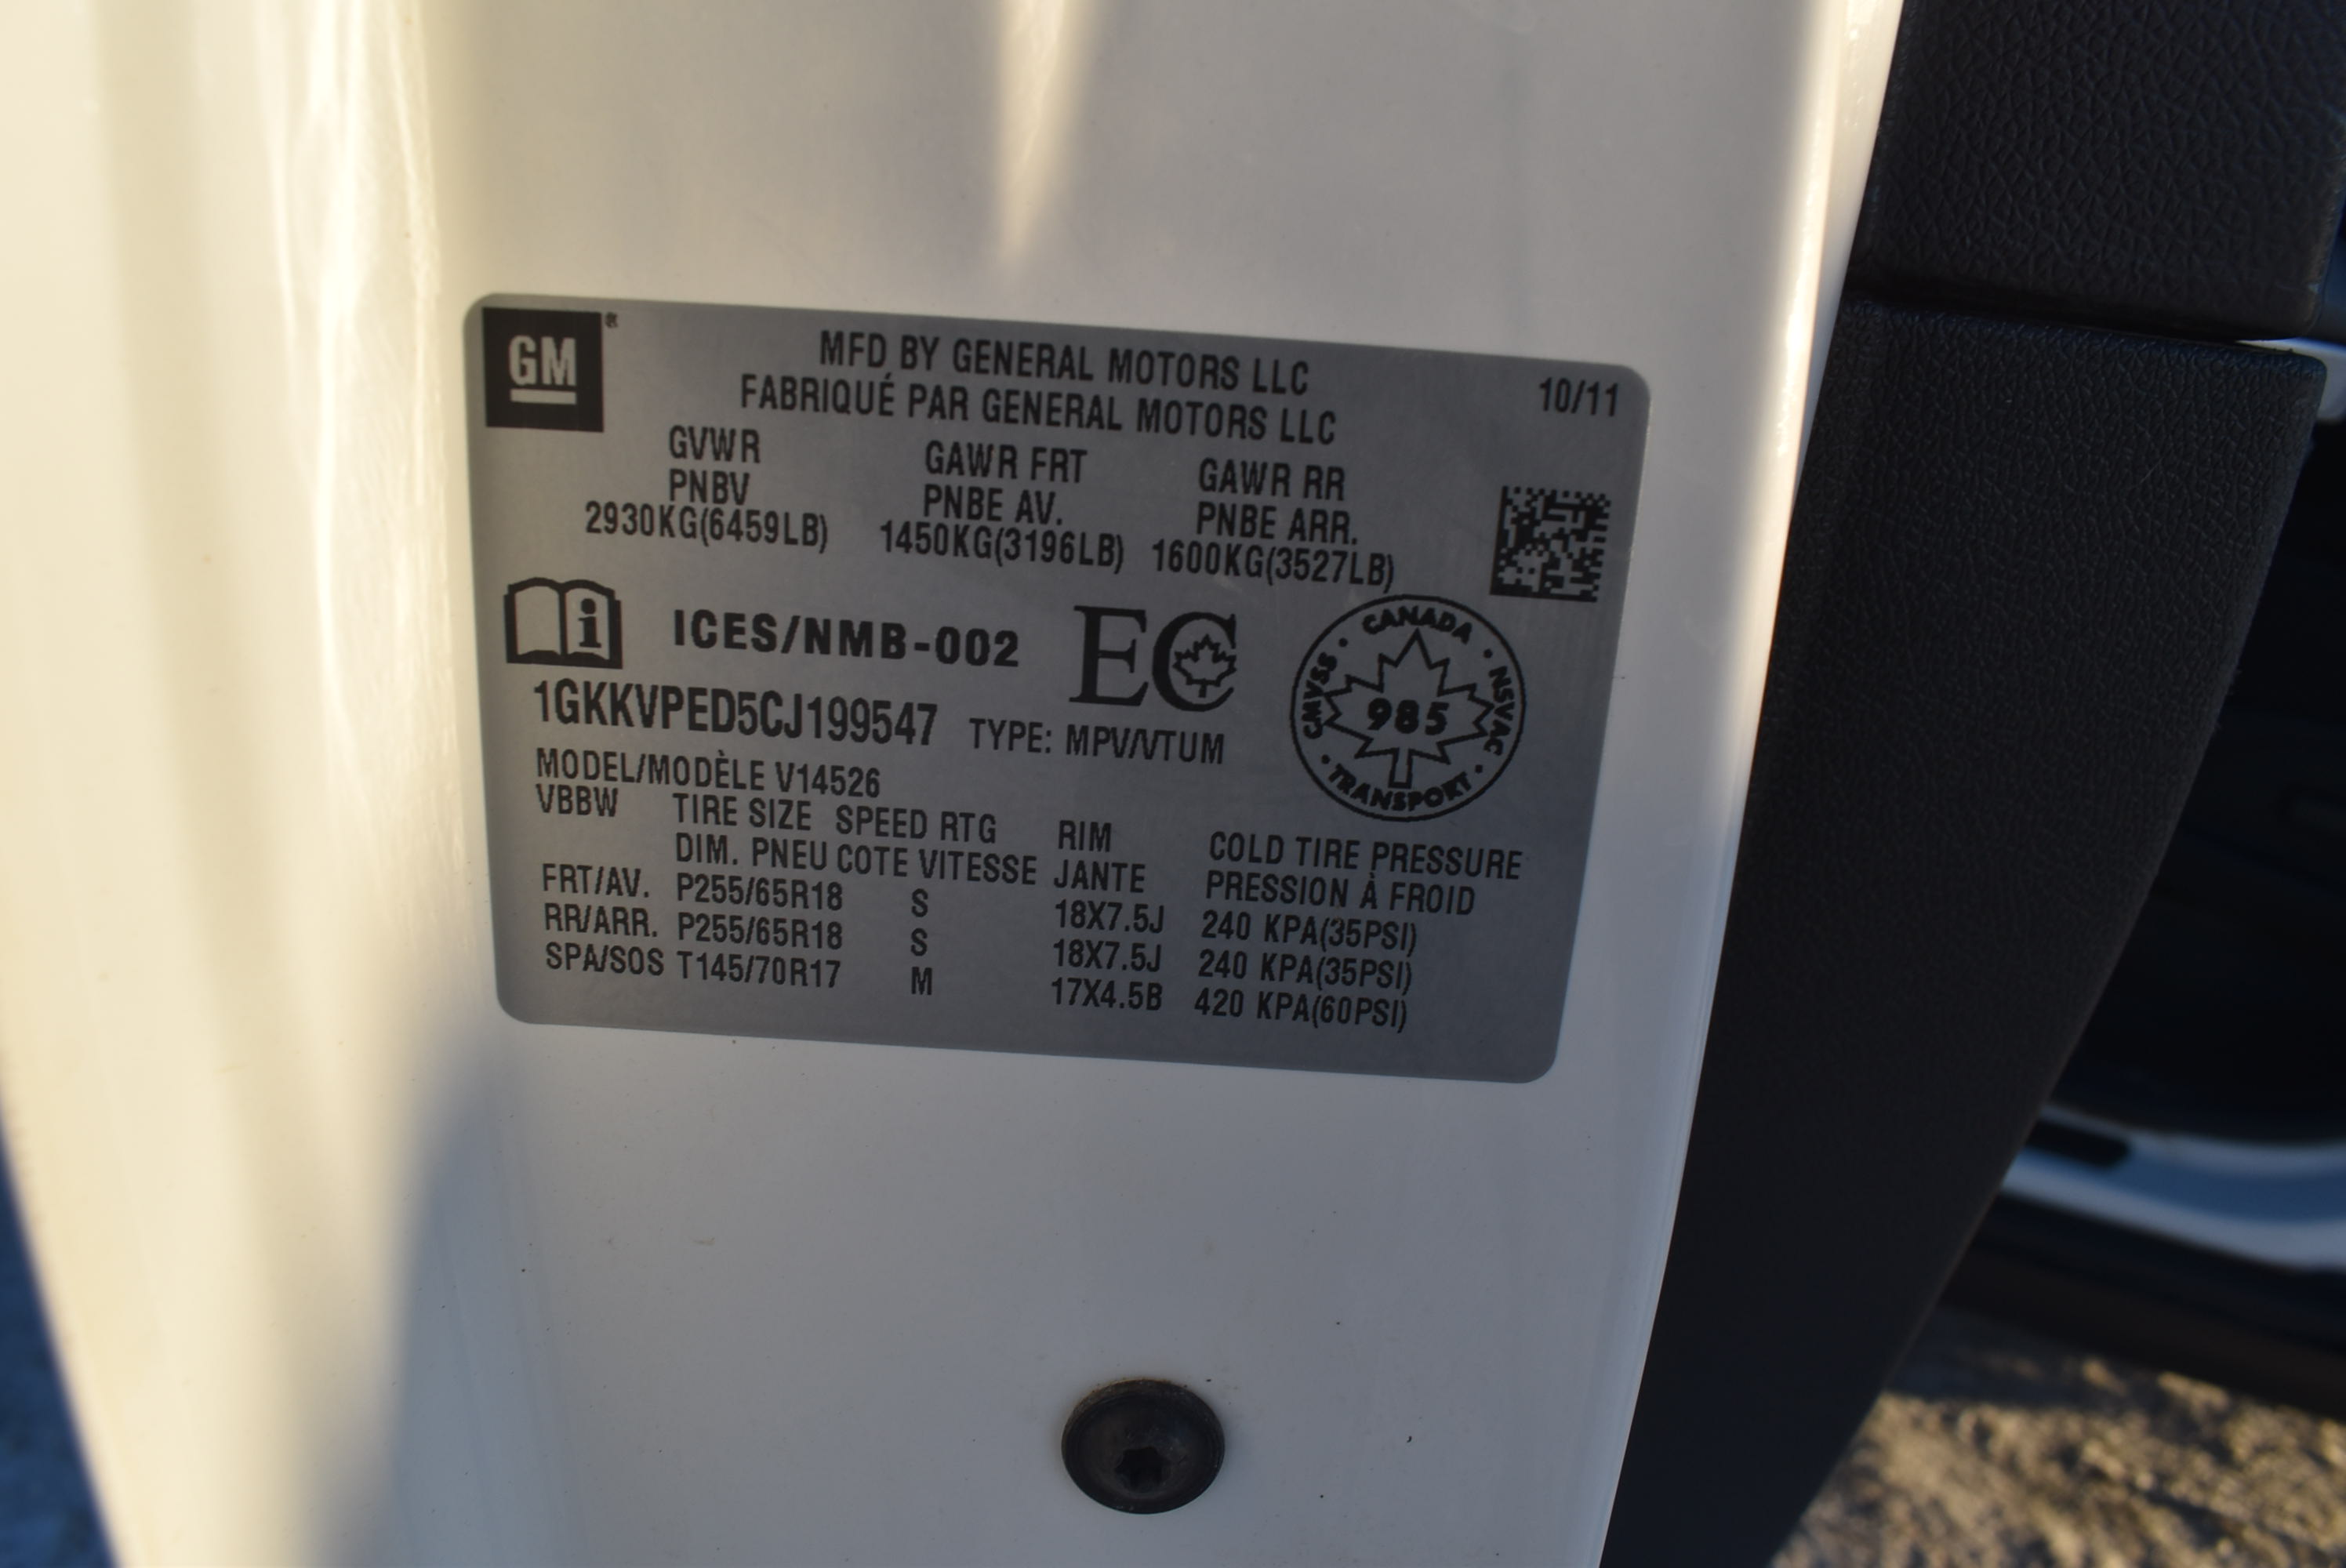 GM®
MFD BY GENERAL MOTORS LLC
FABRIQUÉ PAR GENERAL MOTORS LLC
10/11
GVWR GAWR FRT GAWR RR
PNBV PNBE AV. PNBE ARR.
2930KG(6459LB) 1450KG(3196LB) 1600KG(3527LB)
i ICES/NMB-002 EC
CANADA · NSVAC · TRANSPORT · CMVSS ·
985
1GKKVPED5CJ199547 TYPE: MPV/VTUM
MODEL/MODÈLE V14526
VBBW TIRE SIZE SPEED RTG RIM COLD TIRE PRESSURE
DIM. PNEU COTE VITESSE JANTE PRESSION À FROID
FRT/AV. P255/65R18 S 18X7.5J 240 KPA(35PSI)
RR/ARR. P255/65R18 S 18X7.5J 240 KPA(35PSI)
SPA/SOS T145/70R17 M 17X4.5B 420 KPA(60PSI)